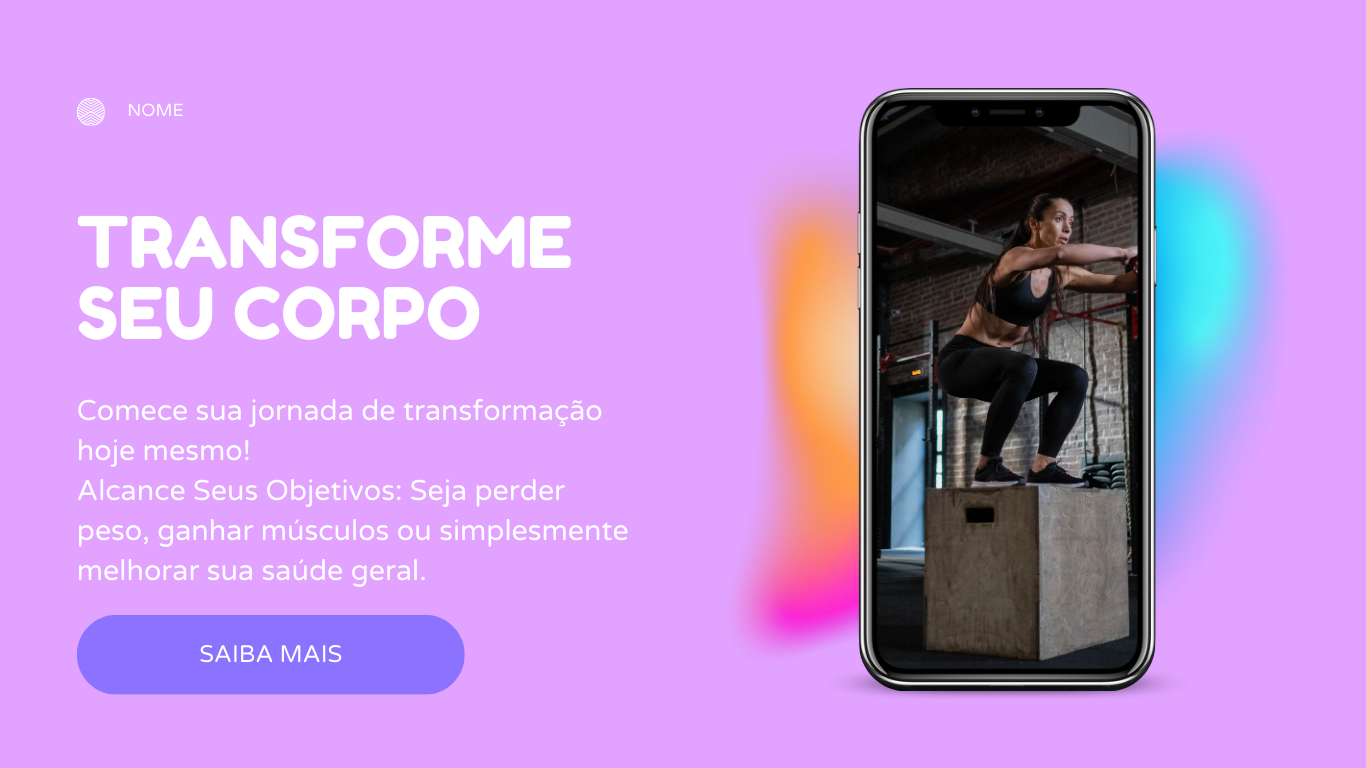 NOME
TRANSFORME
SEU CORPO
Comece sua jornada de transformação
hoje mesmo!
Alcance Seus Objetivos: Seja perder
peso, ganhar músculos ou simplesmente
melhorar sua saúde geral.
SAIBA MAIS